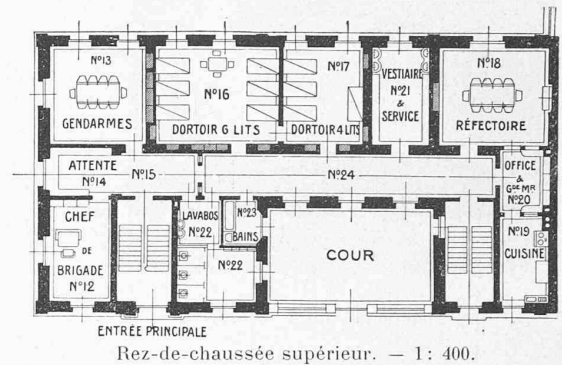 N°13
GENDARMES
N°16
DORTOIR 6 LITS
N°17
DORTOIR 4 LITS
VESTIAIRE
N°21
&
SERVICE
N°18
RÉFECTOIRE
ATTENTE
N°14
N°15
N°24
OFFICE
&
Gde MR
N°20
CHEF
DE
BRIGADE
N°12
LAVABOS
N°22
N°23
BAINS
N°22
COUR
N°19
CUISINE
ENTRÉE PRINCIPALE
Rez-de-chaussée supérieur. — 1 : 400.